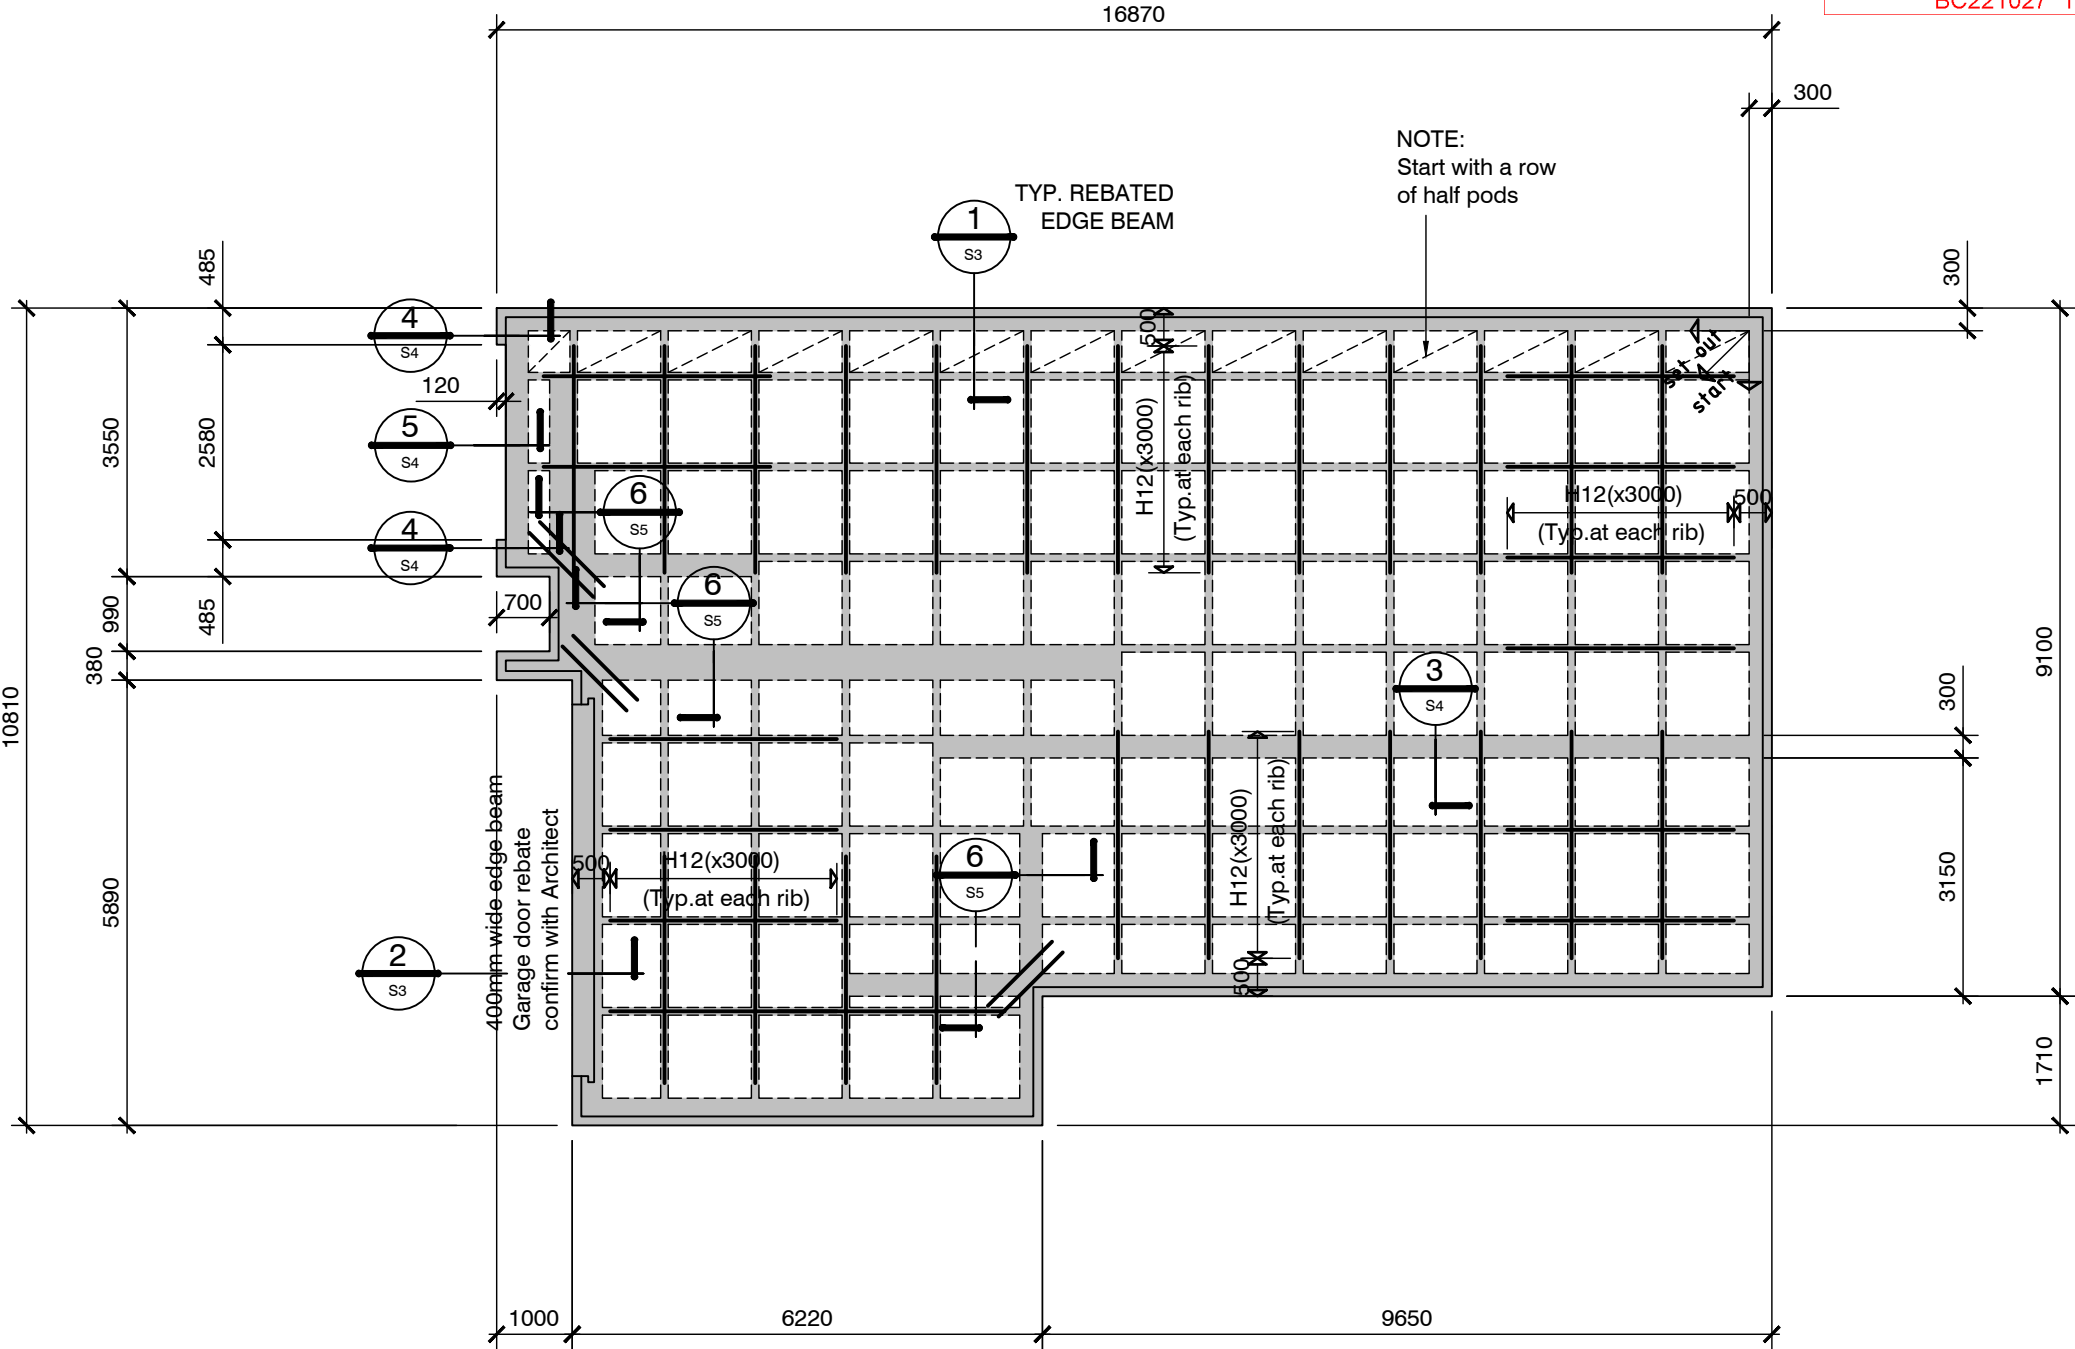 16870
300
NOTE:
Start with a row
of half pods
TYP. REBATED
EDGE BEAM
1
S3
485
300
4
S4
500
set out
start
120
5
S4
3550
2580
H12(x3000)
(Typ.at each rib)
6
S5
H12(x3000)
500
(Typ.at each rib)
4
S4
6
S5
700
990
485
380
3
S4
9100
300
10810
400mm wide edge beam
Garage door rebate
confirm with Architect
H12(x3000)
(Typ.at each rib)
500
H12(x3000)
(Typ.at each rib)
6
S5
5890
3150
2
S3
500
1710
1000
6220
9650